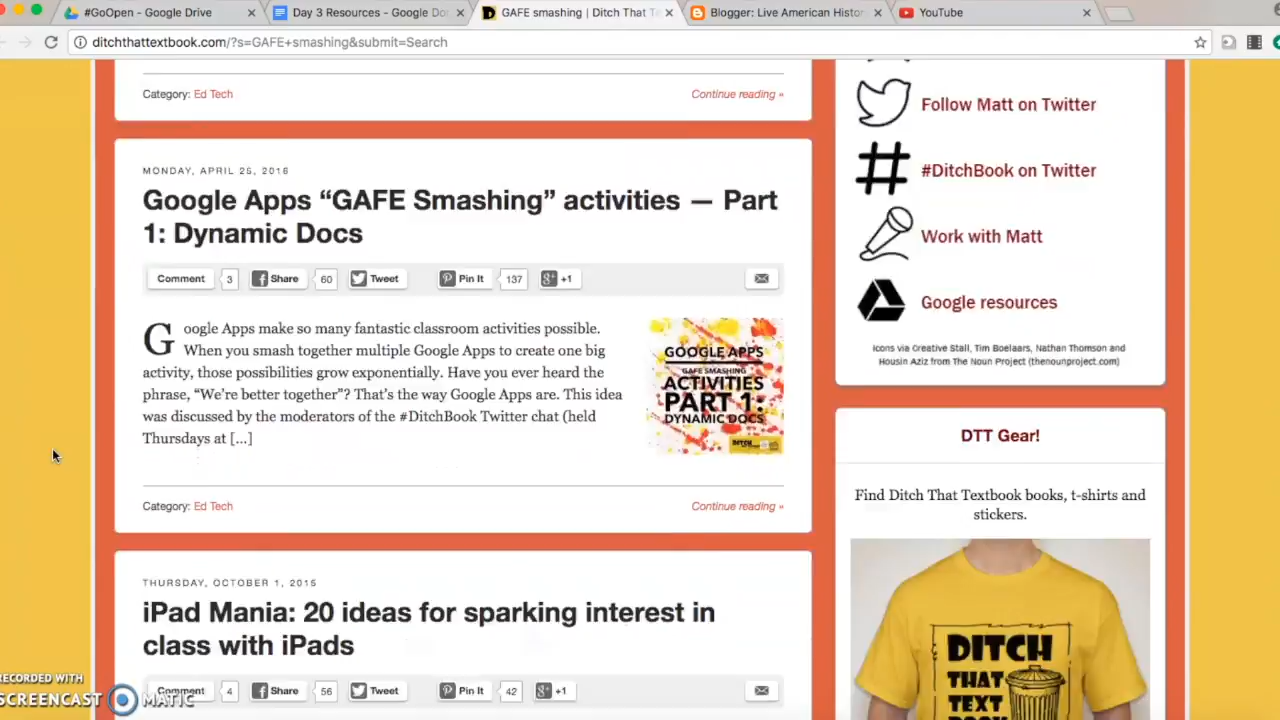 #GoOpen - Google Drive
Day 3 Resources - Google Do
GAFE smashing | Ditch That Te
Blogger: Live American Histor
YouTube
ditchthattextbook.com/?s=GAFE+smashing&submit=Search
Category: Ed Tech
Continue reading »
MONDAY, APRIL 25, 2016
Google Apps “GAFE Smashing” activities — Part
1: Dynamic Docs
Comment 3 Share 60 Tweet Pin It 137 +1
Google Apps make so many fantastic classroom activities possible.
When you smash together multiple Google Apps to create one big
activity, those possibilities grow exponentially. Have you ever heard the
phrase, “We’re better together”? That’s the way Google Apps are. This idea
was discussed by the moderators of the #DitchBook Twitter chat (held
Thursdays at [...]
GOOGLE APPS
GAFE SMASHING
ACTIVITIES
PART 1:
DYNAMIC DOCS
DITCH
Category: Ed Tech
Continue reading »
THURSDAY, OCTOBER 1, 2015
iPad Mania: 20 ideas for sparking interest in
class with iPads
Comment 4 Share 56 Tweet Pin It 42 +1
Follow Matt on Twitter
#DitchBook on Twitter
Work with Matt
Google resources
Icons via Creative Stall, Tim Boelaars, Nathan Thomson and
Housin Aziz from The Noun Project (thenounproject.com)
DTT Gear!
Find Ditch That Textbook books, t-shirts and
stickers.
DITCH
THAT
TEXT
RECORDED WITH
SCREENCAST MATIC